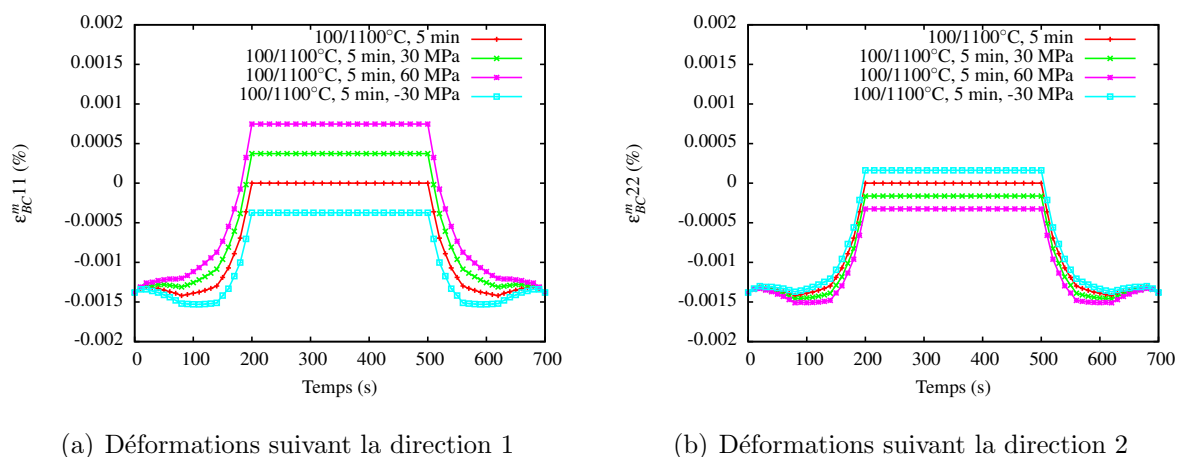 0.002
0.0015
0.001
0.0005
0
-0.0005
-0.001
-0.0015
-0.002
ε^m_BC 11 (%)
100/1100°C, 5 min
100/1100°C, 5 min, 30 MPa
100/1100°C, 5 min, 60 MPa
100/1100°C, 5 min, -30 MPa
0 100 200 300 400 500 600 700
Temps (s)
(a) Déformations suivant la direction 1
0.002
0.0015
0.001
0.0005
0
-0.0005
-0.001
-0.0015
-0.002
ε^m_BC 22 (%)
100/1100°C, 5 min
100/1100°C, 5 min, 30 MPa
100/1100°C, 5 min, 60 MPa
100/1100°C, 5 min, -30 MPa
0 100 200 300 400 500 600 700
Temps (s)
(b) Déformations suivant la direction 2